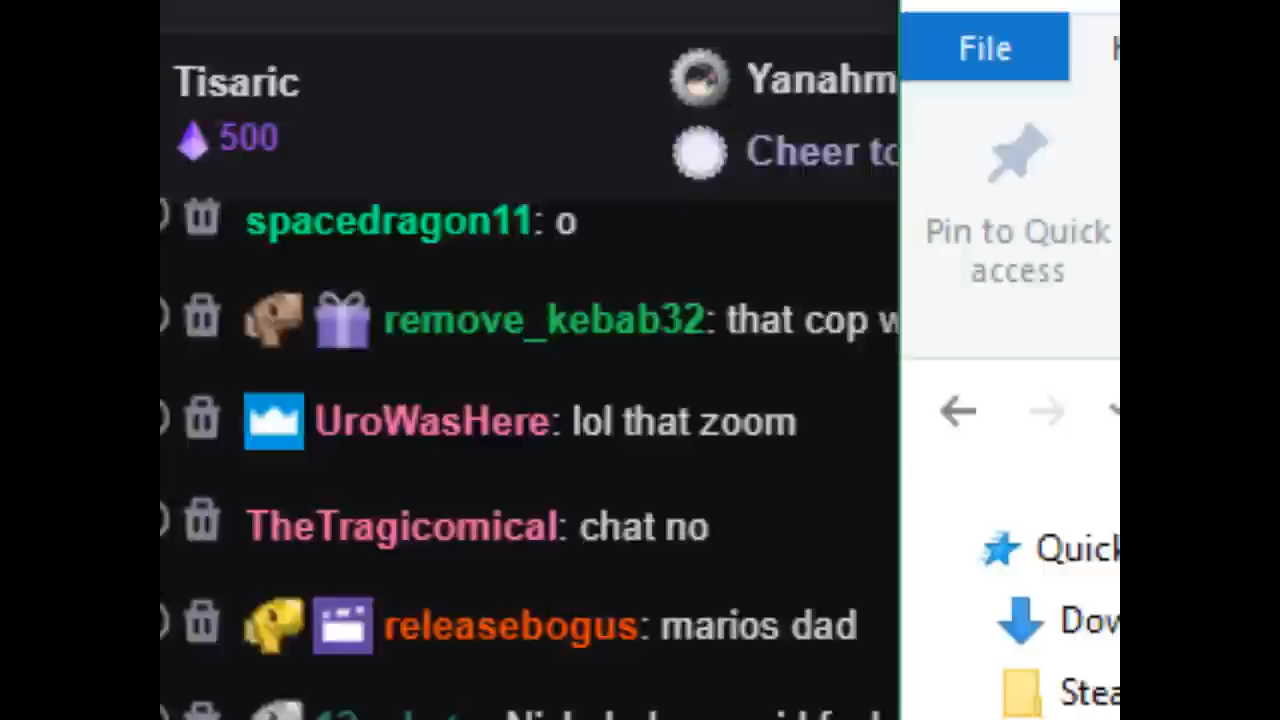 Tisaric
500
Yanahm
Cheer to
spacedragon11: o
remove_kebab32: that cop w
UroWasHere: lol that zoom
TheTragicomical: chat no
releasebogus: marios dad
File
Pin to Quick
access
Quick
Dow
Stea